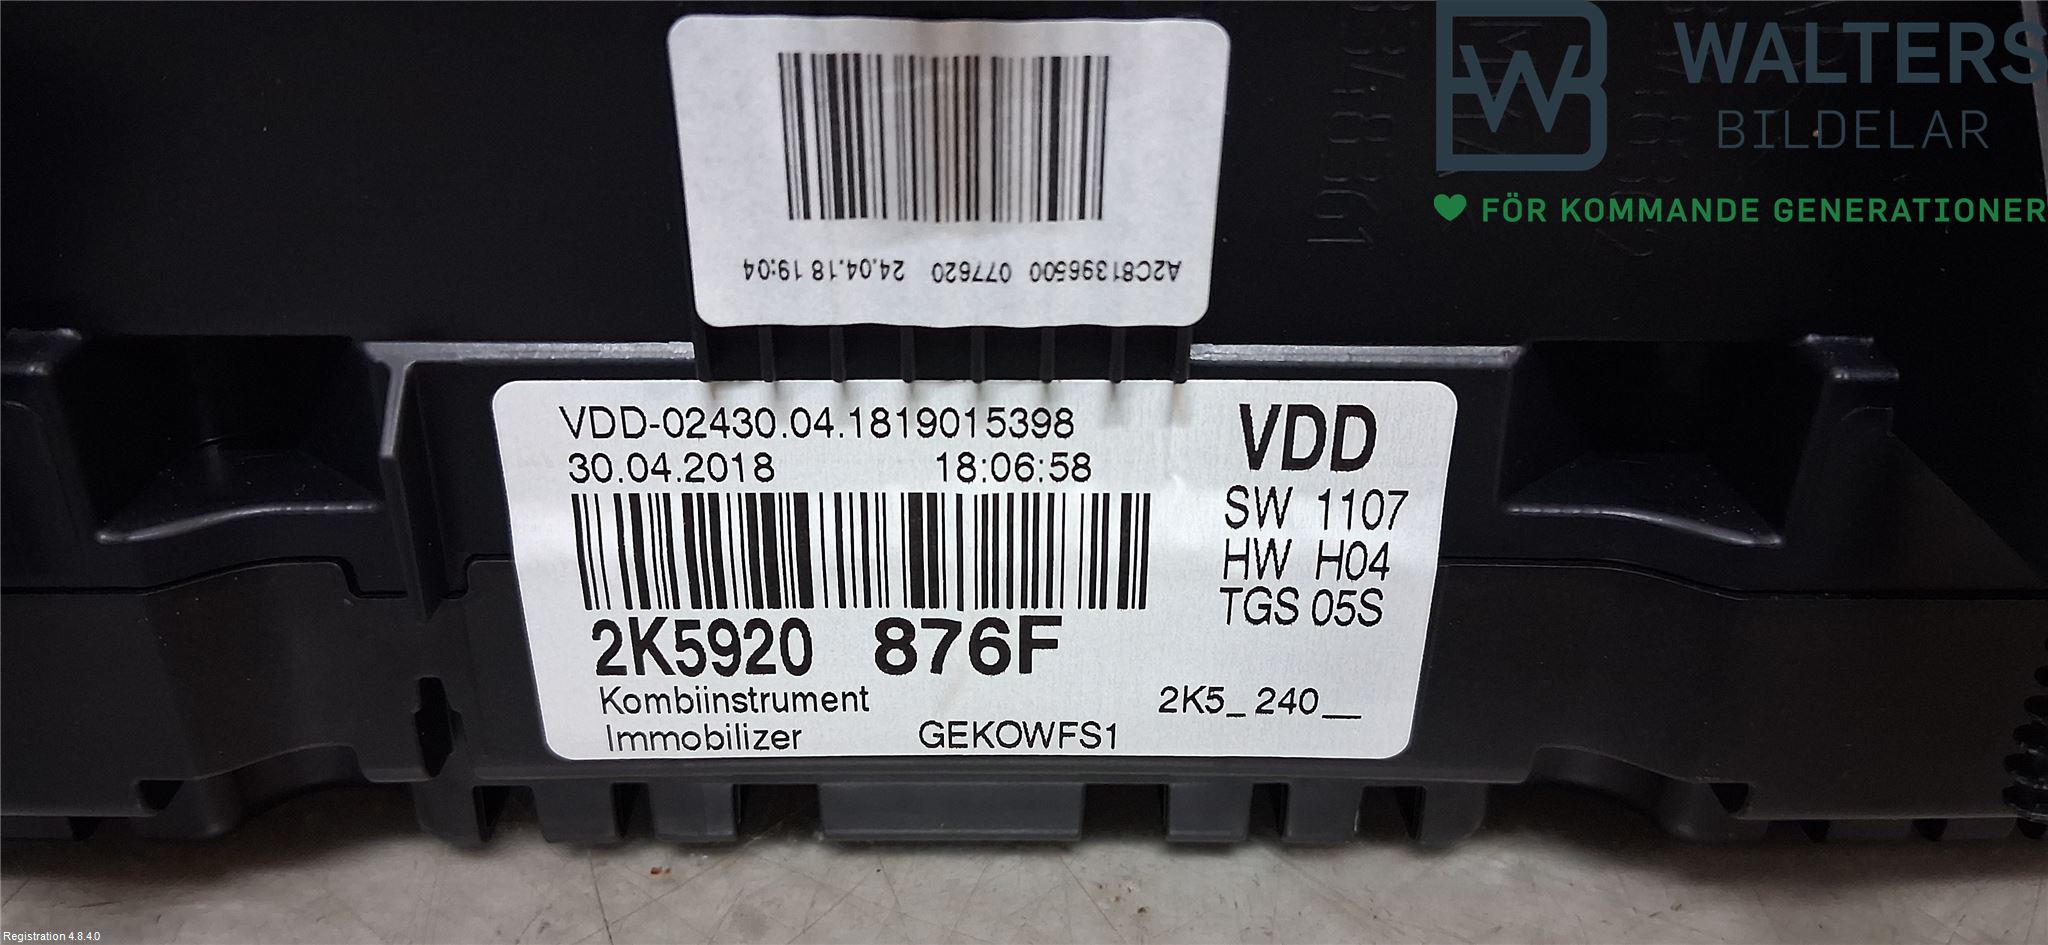 WALTERS
BILDELAR
FÖR KOMMANDE GENERATIONER
A2C81396500 077620 24.04.18 19:04
VDD-02430.04.1819015398
30.04.2018 18:06:58
VDD
SW 1107
HW H04
TGS 05S
2K5920 876F
Kombiinstrument 2K5_ 240__
Immobilizer GEKOWFS1
Registration 4.8.4.0